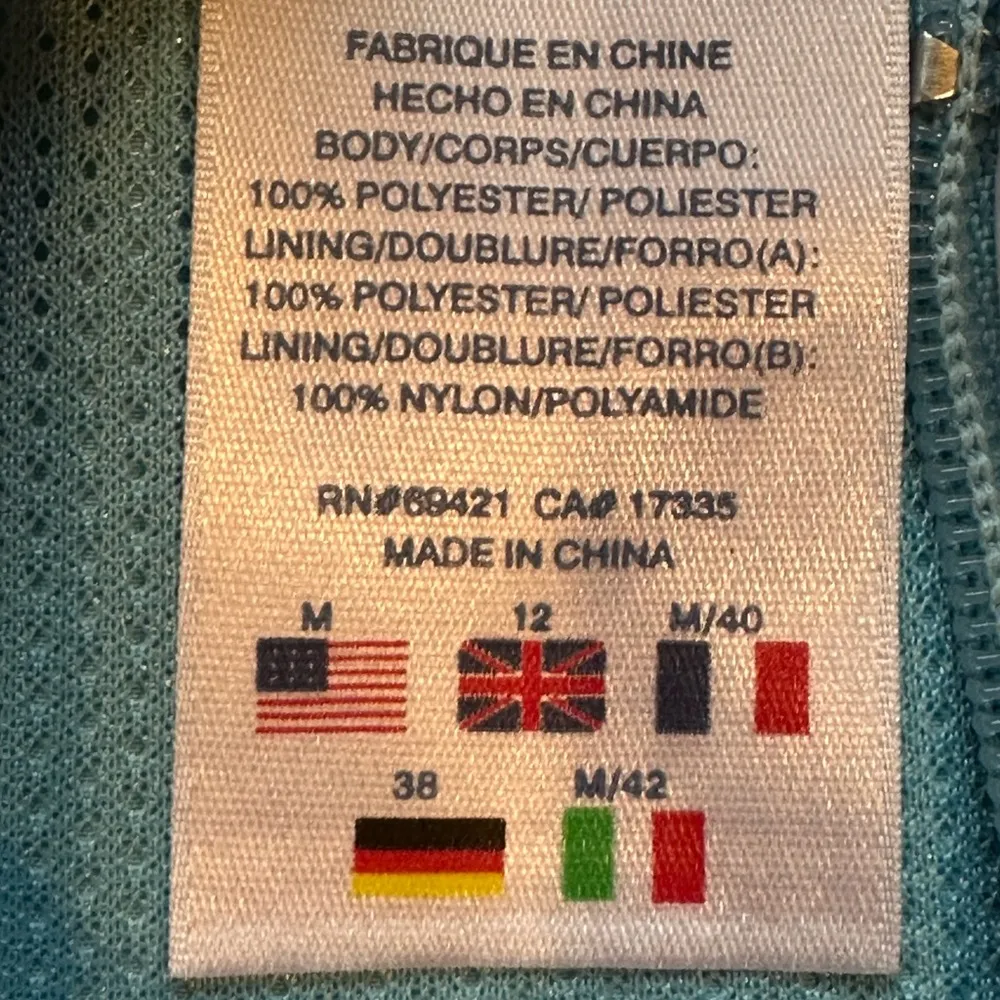 FABRIQUE EN CHINE
HECHO EN CHINA
BODY/CORPS/CUERPO:
100% POLYESTER/ POLIESTER
LINING/DOUBLURE/FORRO(A):
100% POLYESTER/ POLIESTER
LINING/DOUBLURE/FORRO(B):
100% NYLON/POLYAMIDE
RN#69421 CA# 17335
MADE IN CHINA
M 12 M/40
38 M/42